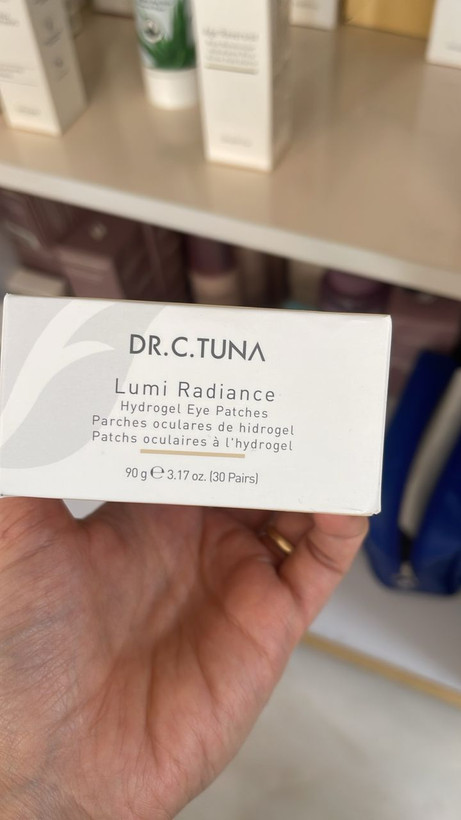 DR.C.TUNA
Lumi Radiance
Hydrogel Eye Patches
Parches oculares de hidrogel
Patchs oculaires à l'hydrogel
90 g ℮ 3.17 oz. (30 Pairs)